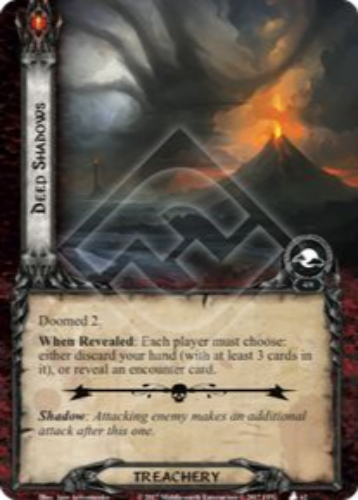 DEEP SHADOWS
Doomed 2.
When Revealed: Each player must choose:
either discard your hand (with at least 3 cards in
it), or reveal an encounter card.
Shadow: Attacking enemy makes an additional
attack after this one.
TREACHERY